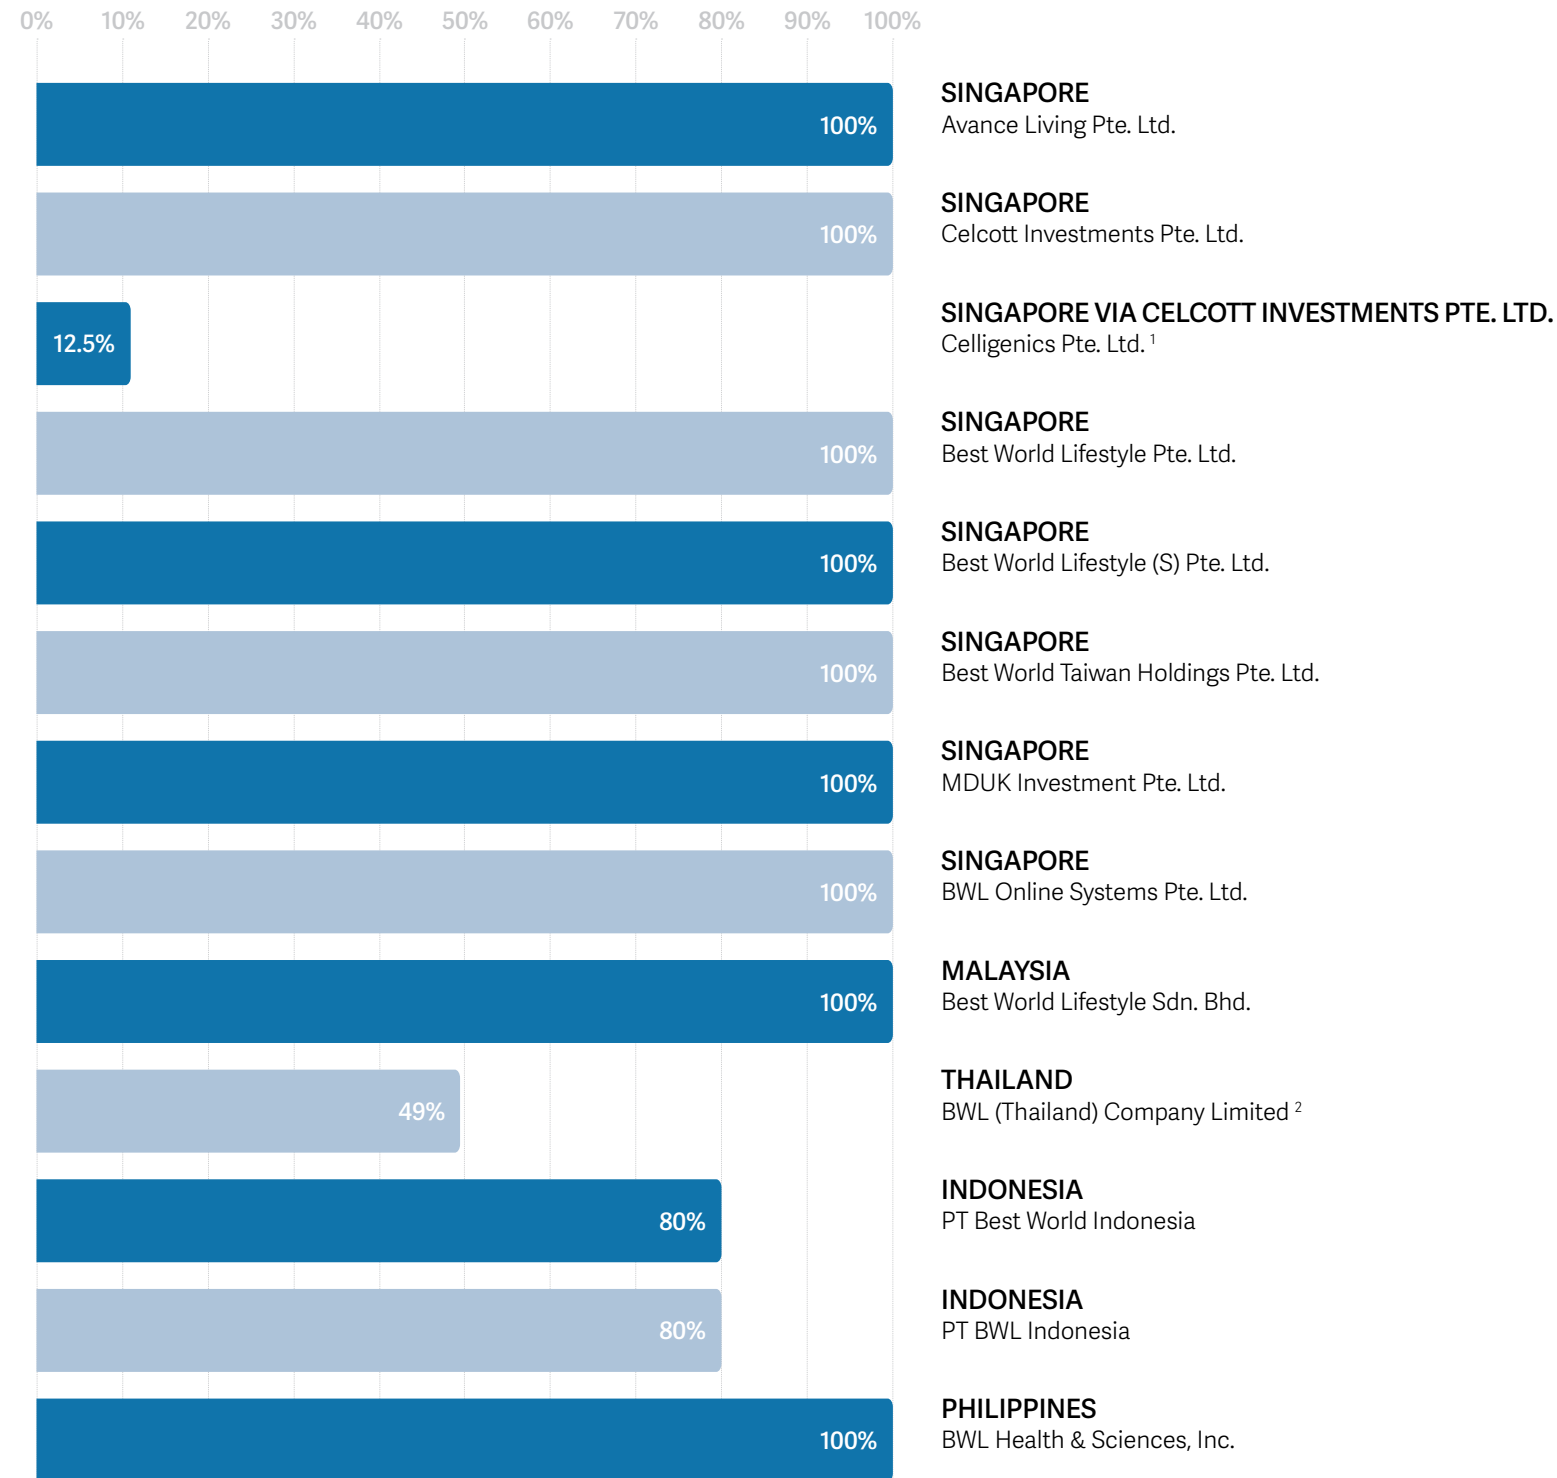 0% 10% 20% 30% 40% 50% 60% 70% 80% 90% 100%
100%
SINGAPORE
Avance Living Pte. Ltd.
100%
SINGAPORE
Celcott Investments Pte. Ltd.
12.5%
SINGAPORE VIA CELCOTT INVESTMENTS PTE. LTD.
Celligenics Pte. Ltd. 1
100%
SINGAPORE
Best World Lifestyle Pte. Ltd.
100%
SINGAPORE
Best World Lifestyle (S) Pte. Ltd.
100%
SINGAPORE
Best World Taiwan Holdings Pte. Ltd.
100%
SINGAPORE
MDUK Investment Pte. Ltd.
100%
SINGAPORE
BWL Online Systems Pte. Ltd.
100%
MALAYSIA
Best World Lifestyle Sdn. Bhd.
49%
THAILAND
BWL (Thailand) Company Limited 2
80%
INDONESIA
PT Best World Indonesia
80%
INDONESIA
PT BWL Indonesia
100%
PHILIPPINES
BWL Health & Sciences, Inc.